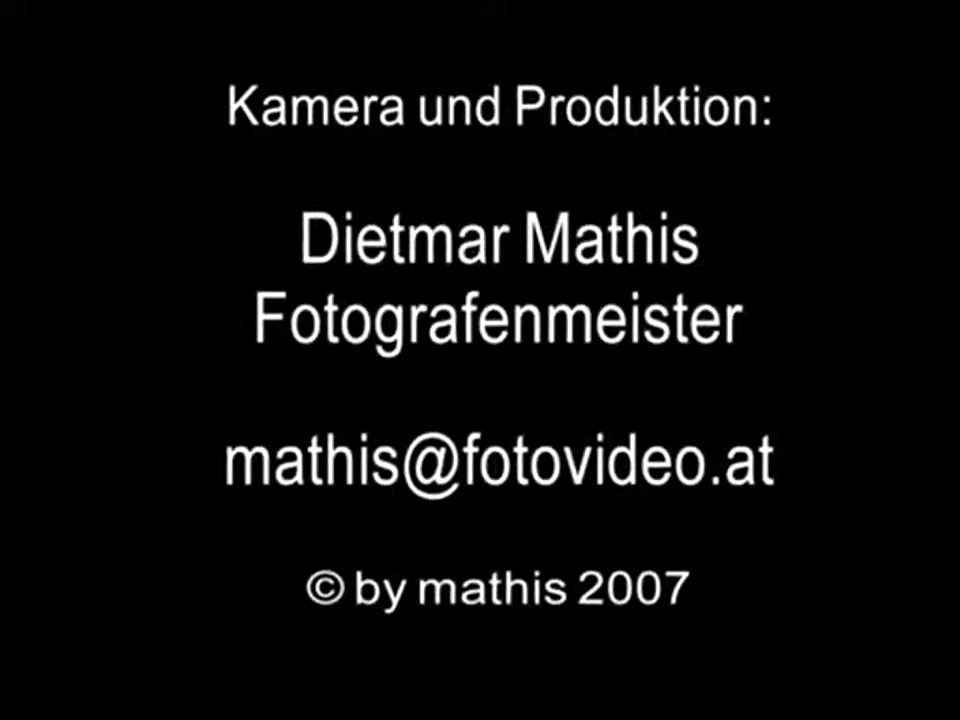 Kamera und Produktion:
Dietmar Mathis
Fotografenmeister
mathis@fotovideo.at
© by mathis 2007